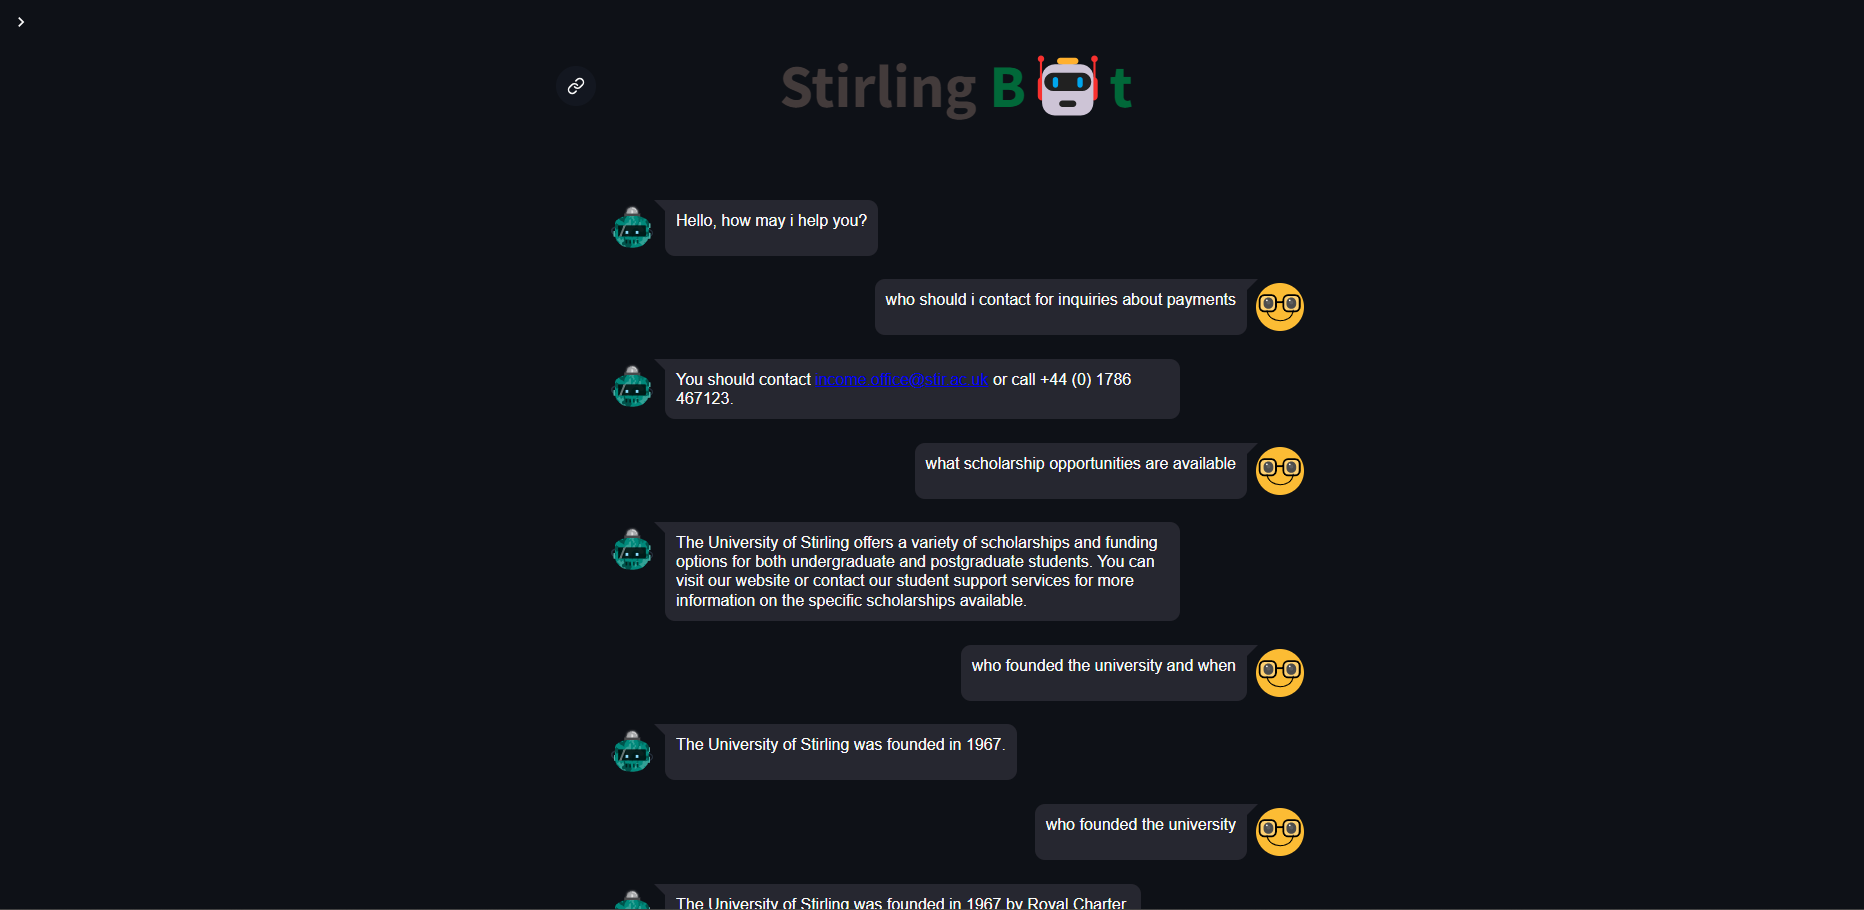 Stirling B t
Hello, how may i help you?
who should i contact for inquiries about payments
You should contact income.office@stir.ac.uk or call +44 (0) 1786
467123.
what scholarship opportunities are available
The University of Stirling offers a variety of scholarships and funding
options for both undergraduate and postgraduate students. You can
visit our website or contact our student support services for more
information on the specific scholarships available.
who founded the university and when
The University of Stirling was founded in 1967.
who founded the university
The University of Stirling was founded in 1967 by Royal Charter